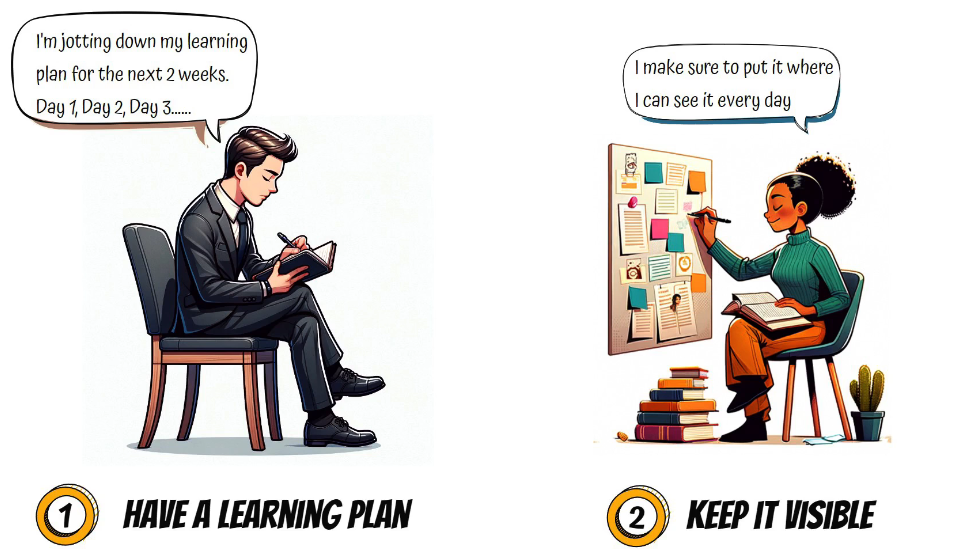 I'm jotting down my learning
plan for the next 2 weeks.
Day 1, Day 2, Day 3......
I make sure to put it where
I can see it every day
1 HAVE A LEARNING PLAN
2 KEEP IT VISIBLE